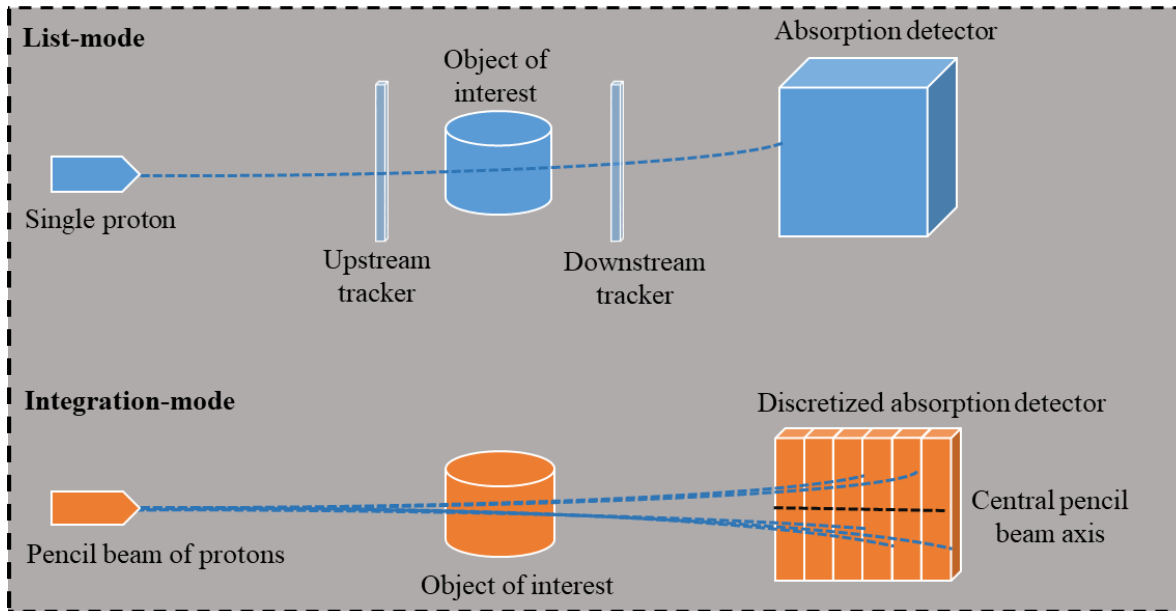 List-mode
Absorption detector
Object of
interest
Single proton
Upstream
tracker
Downstream
tracker
Integration-mode
Discretized absorption detector
Central pencil
beam axis
Pencil beam of protons
Object of interest